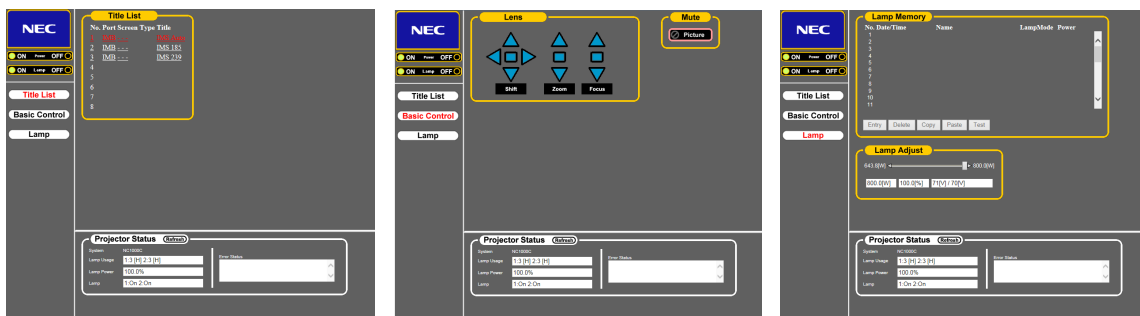 NEC
ON Power OFF
ON Lamp OFF
Title List
Basic Control
Lamp
Title List
No. Port Screen Type Title
1
2 IMB - - - IMS 185
3 IMB - - - IMS 239
4
5
6
7
8
Projector Status Refresh
System NC1000C
Lamp Usage 1:3 [H] 2:3 [H]
Lamp Power 100.0%
Lamp 1:On 2:On
Error Status
NEC
ON Power OFF
ON Lamp OFF
Title List
Basic Control
Lamp
Lens
Shift Zoom Focus
Mute
Picture
Projector Status Refresh
System NC1000C
Lamp Usage 1:3 [H] 2:3 [H]
Lamp Power 100.0%
Lamp 1:On 2:On
Error Status
NEC
ON Power OFF
ON Lamp OFF
Title List
Basic Control
Lamp
Lamp Memory
No. Date/Time Name LampMode Power
1
2
3
4
5
6
7
8
9
10
11
Entry Delete Copy Paste Test
Lamp Adjust
643.8[W] 800.0[W]
800.0[W] 100.0[%] 71[V] / 70[V]
Projector Status Refresh
System NC1000C
Lamp Usage 1:3 [H] 2:3 [H]
Lamp Power 100.0%
Lamp 1:On 2:On
Error Status